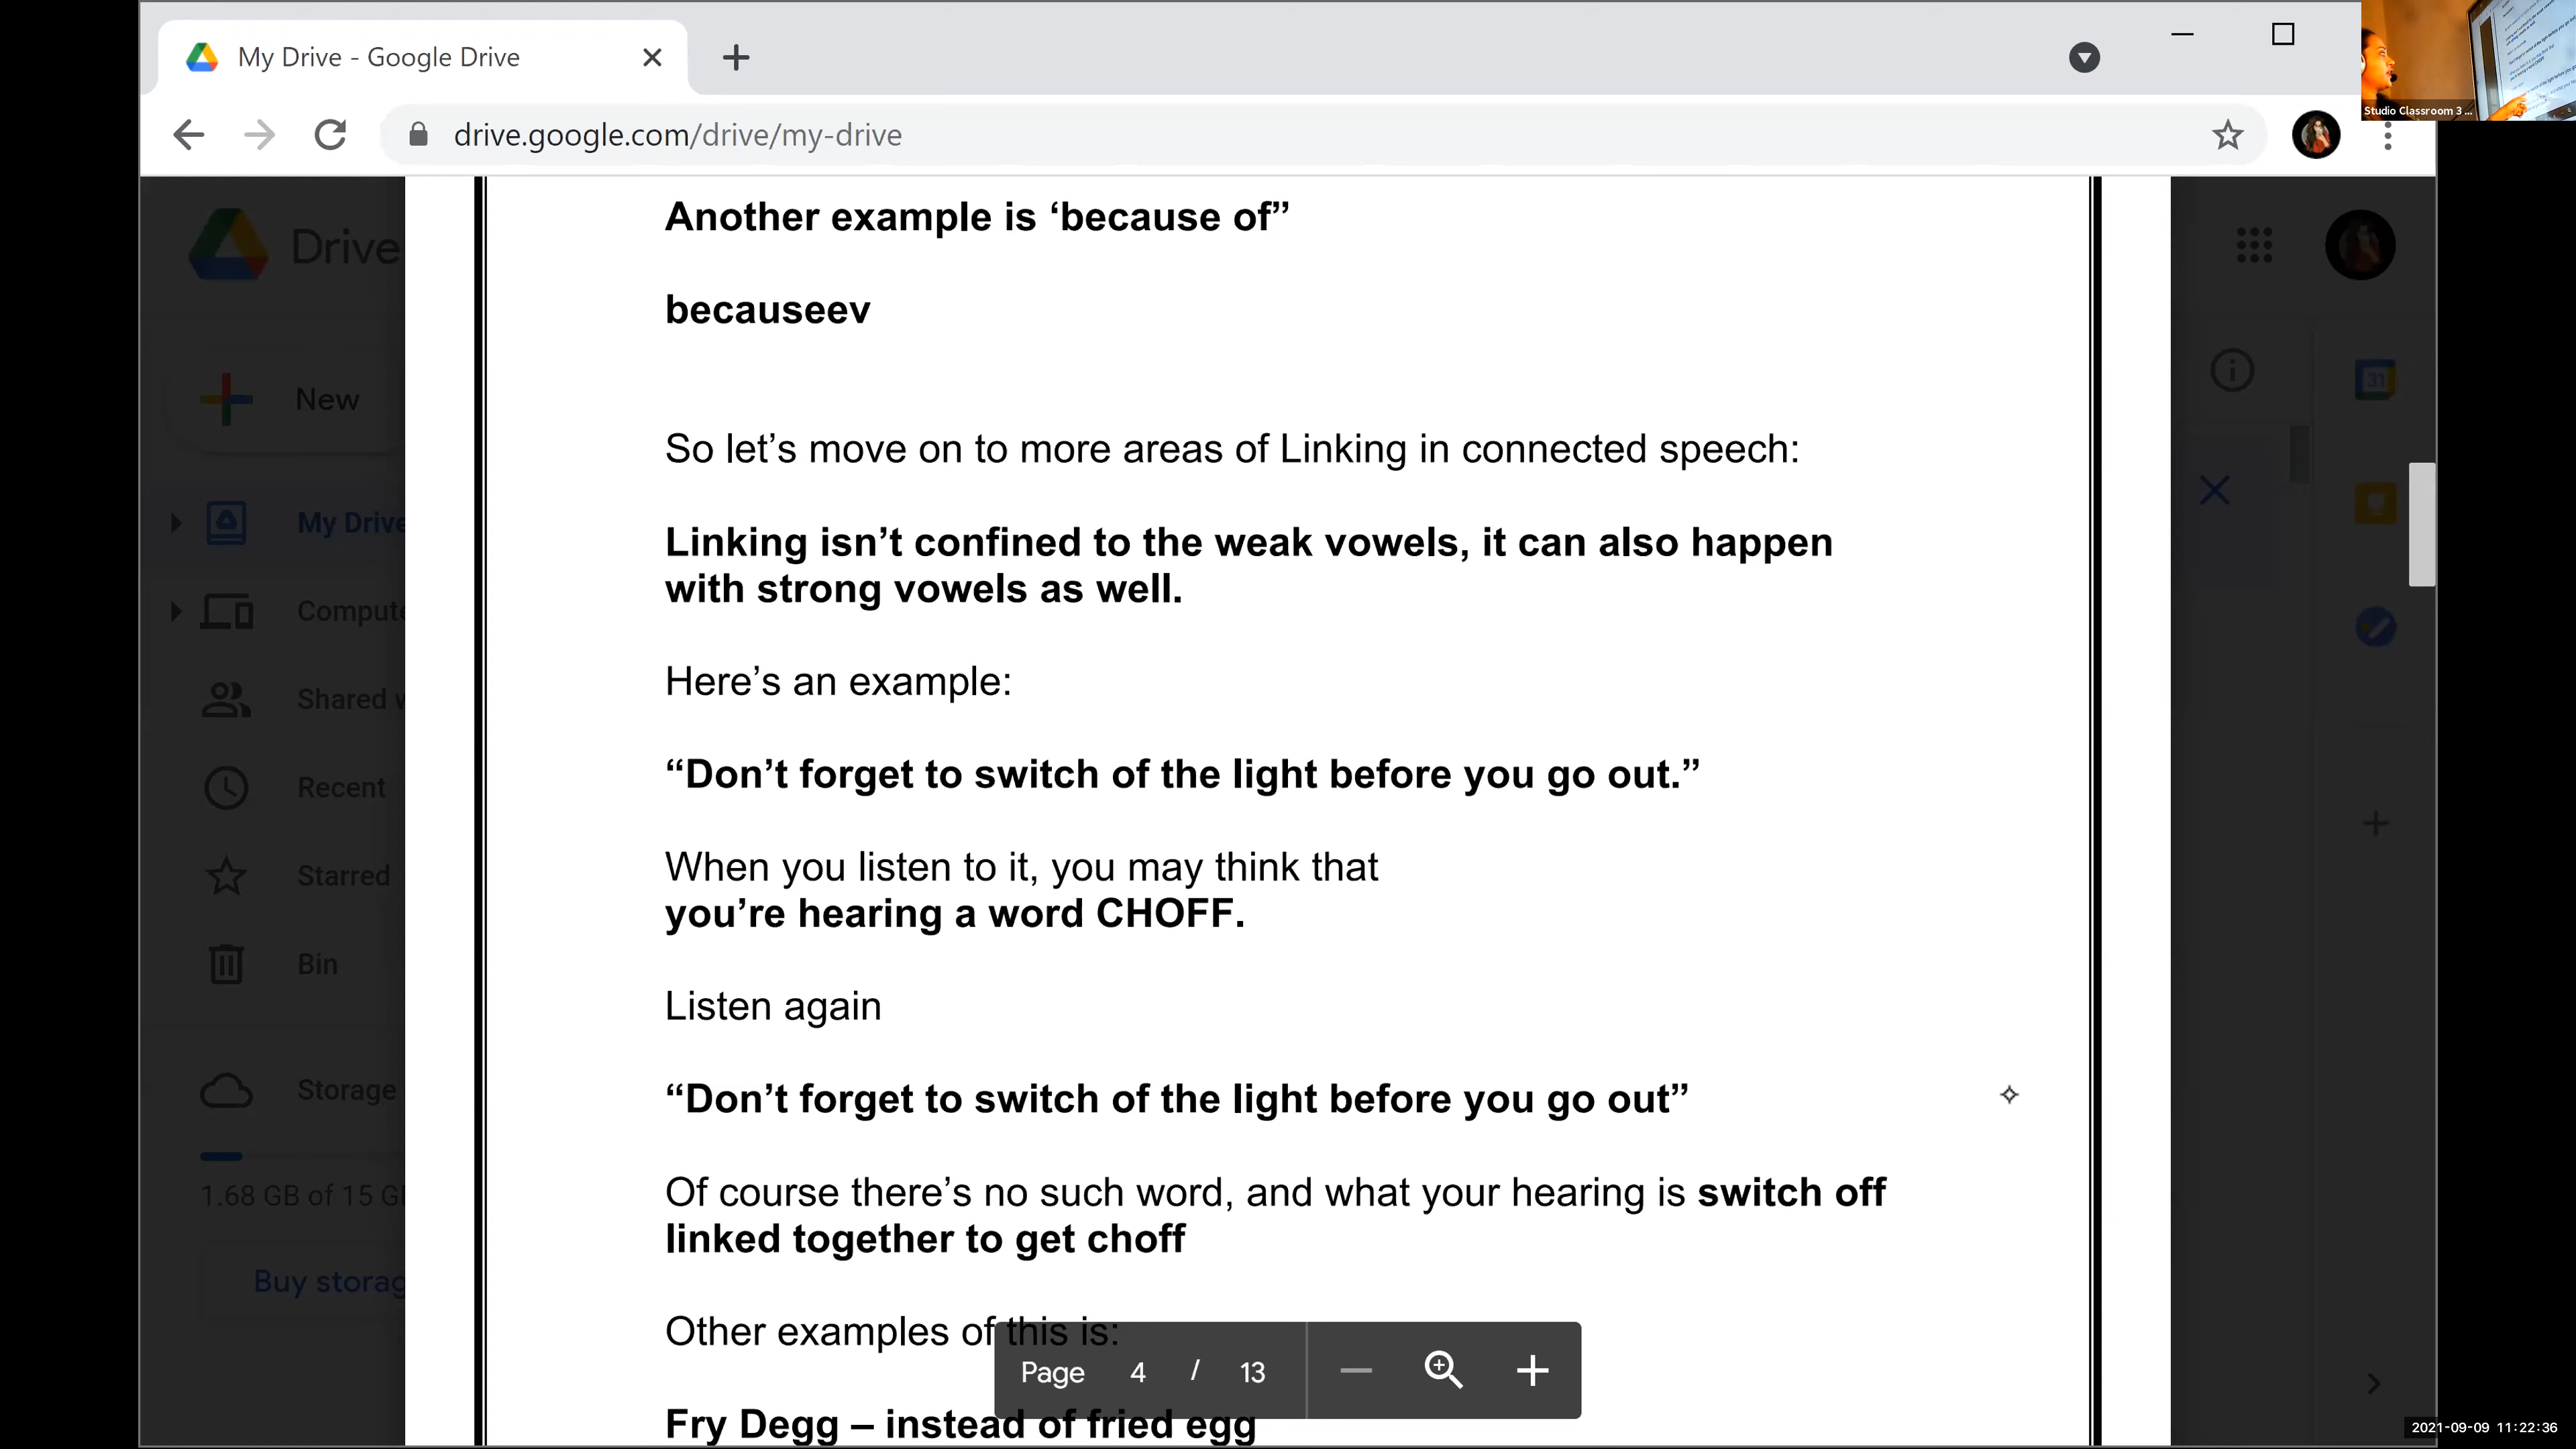 My Drive - Google Drive
Studio Classroom 3 ...
drive.google.com/drive/my-drive
Drive
New
My Drive
Compute
Shared w
Recent
Starred
Bin
Storage
1.68 GB of 15 G
Buy storag
31
Another example is ‘because of”
becauseev
So let’s move on to more areas of Linking in connected speech:
Linking isn’t confined to the weak vowels, it can also happen
with strong vowels as well.
Here’s an example:
“Don’t forget to switch of the light before you go out.”
When you listen to it, you may think that
you’re hearing a word CHOFF.
Listen again
“Don’t forget to switch of the light before you go out”
Of course there’s no such word, and what your hearing is switch off
linked together to get choff
Other examples of this is:
Page 4 / 13
Fry Degg – instead of fried egg
2021-09-09 11:22:36